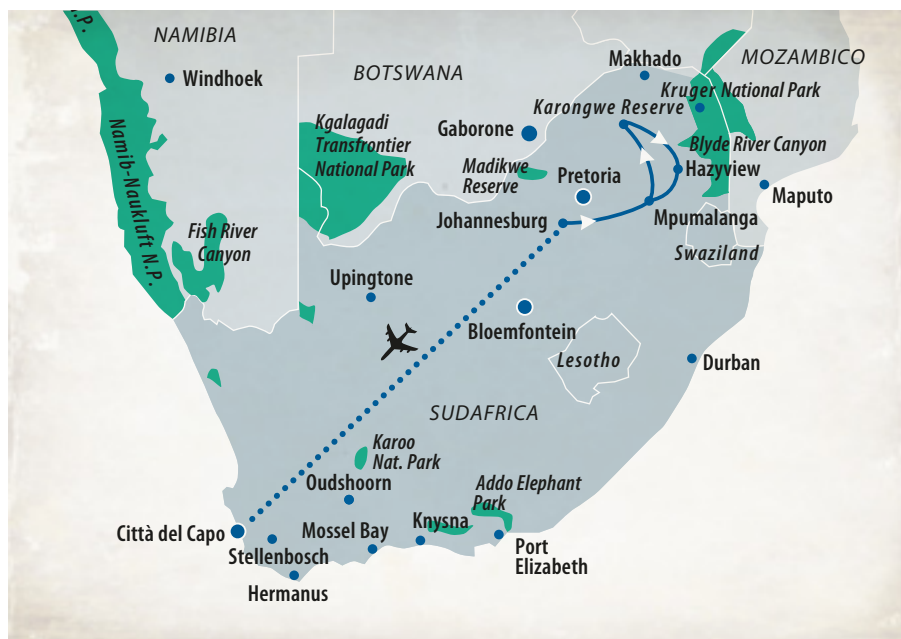 N.P.
NAMIBIA
Windhoek
BOTSWANA
Makhado
MOZAMBICO
Kruger National Park
Karongwe Reserve
Kgalagadi
Transfrontier
National Park
Gaborone
Blyde River Canyon
Madikwe
Reserve
Hazyview
Pretoria
Maputo
Namib-Naukluft N.P.
Johannesburg
Mpumalanga
Fish River
Canyon
Swaziland
Upingtone
Bloemfontein
Lesotho
Durban
SUDAFRICA
Karoo
Nat. Park
Oudshoorn
Addo Elephant
Park
Città del Capo
Mossel Bay
Knysna
Stellenbosch
Port
Elizabeth
Hermanus